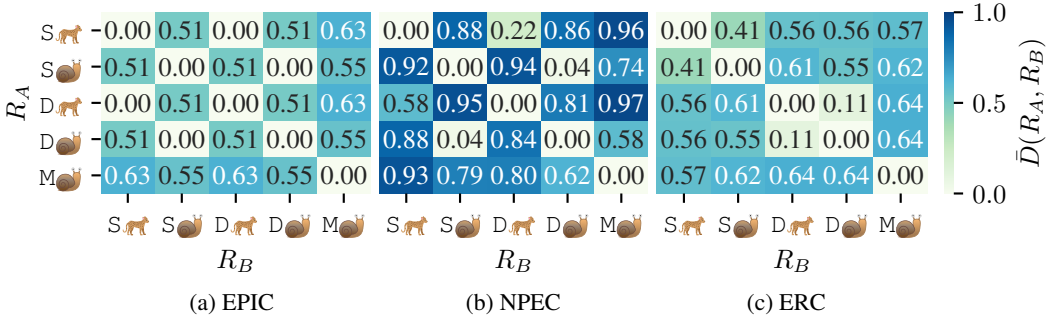 R_A
S 0.00 0.51 0.00 0.51 0.63 0.00 0.88 0.22 0.86 0.96 0.00 0.41 0.56 0.56 0.57
S 0.51 0.00 0.51 0.00 0.55 0.92 0.00 0.94 0.04 0.74 0.41 0.00 0.61 0.55 0.62
D 0.00 0.51 0.00 0.51 0.63 0.58 0.95 0.00 0.81 0.97 0.56 0.61 0.00 0.11 0.64
D 0.51 0.00 0.51 0.00 0.55 0.88 0.04 0.84 0.00 0.58 0.56 0.55 0.11 0.00 0.64
M 0.63 0.55 0.63 0.55 0.00 0.93 0.79 0.80 0.62 0.00 0.57 0.62 0.64 0.64 0.00
S S D D M S S D D M S S D D M
R_B R_B R_B
(a) EPIC (b) NPEC (c) ERC
1.0
0.5
0.0
D̄(R_A, R_B)